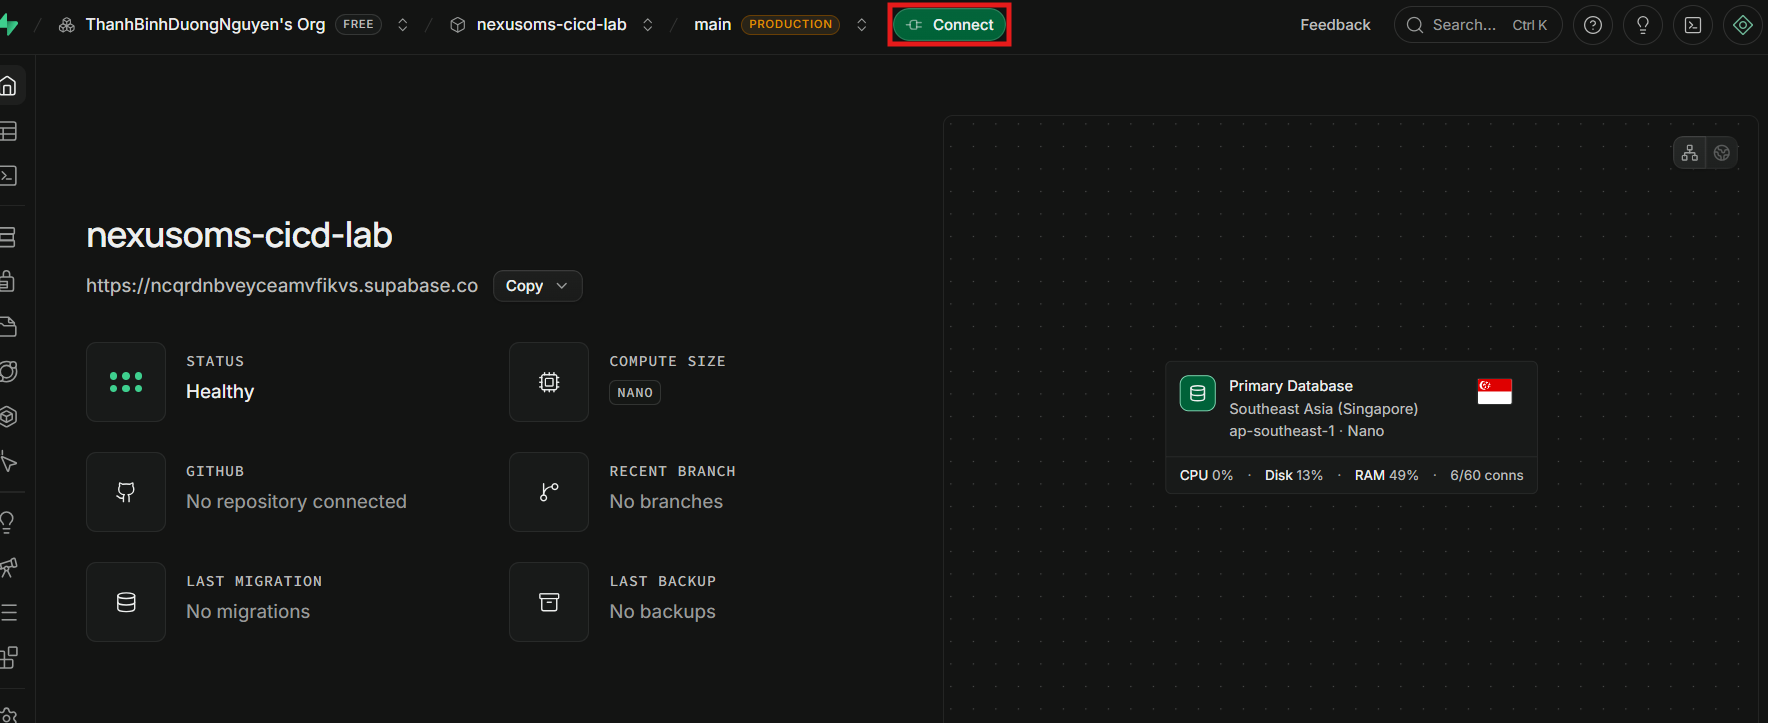 ThanhBinhDuongNguyen's Org FREE / nexusoms-cicd-lab / main PRODUCTION Connect Feedback Search... Ctrl K
nexusoms-cicd-lab
https://ncqrdnbveyceamvfikvs.supabase.co Copy
STATUS
Healthy
COMPUTE SIZE
NANO
GITHUB
No repository connected
RECENT BRANCH
No branches
LAST MIGRATION
No migrations
LAST BACKUP
No backups
Primary Database
Southeast Asia (Singapore)
ap-southeast-1 · Nano
CPU 0% · Disk 13% · RAM 49% · 6/60 conns